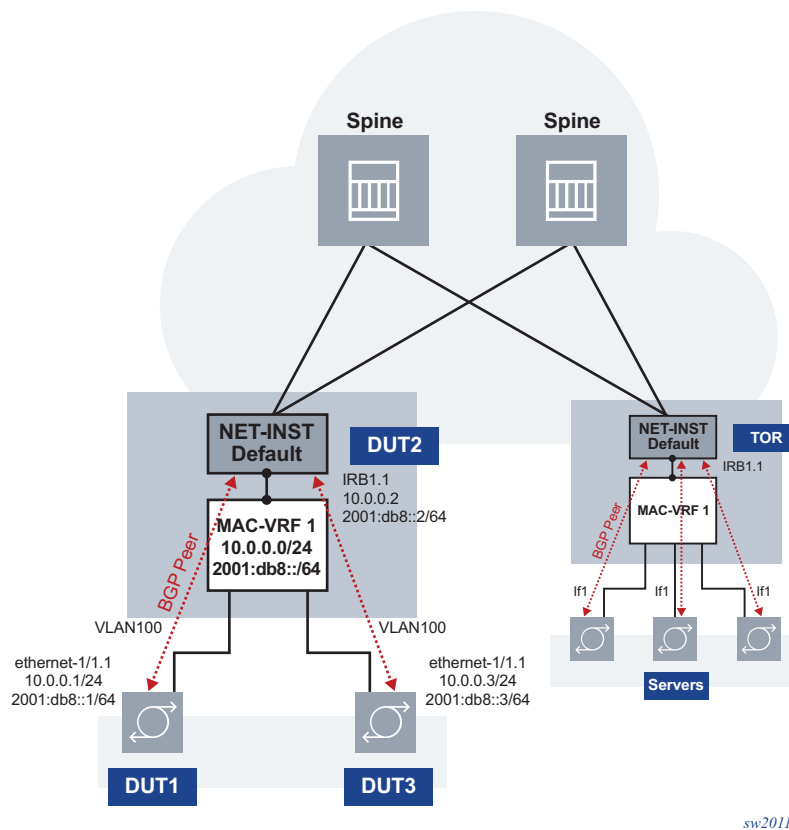 Spine
Spine
NET-INST
Default
DUT2
IRB1.1
10.0.0.2
2001:db8::2/64
MAC-VRF 1
10.0.0.0/24
2001:db8::/64
BGP Peer
VLAN100
VLAN100
ethernet-1/1.1
10.0.0.1/24
2001:db8::1/64
ethernet-1/1.1
10.0.0.3/24
2001:db8::3/64
DUT1
DUT3
NET-INST
Default
TOR
IRB1.1
MAC-VRF 1
BGP Peer
If1
If1
If1
Servers
sw2011